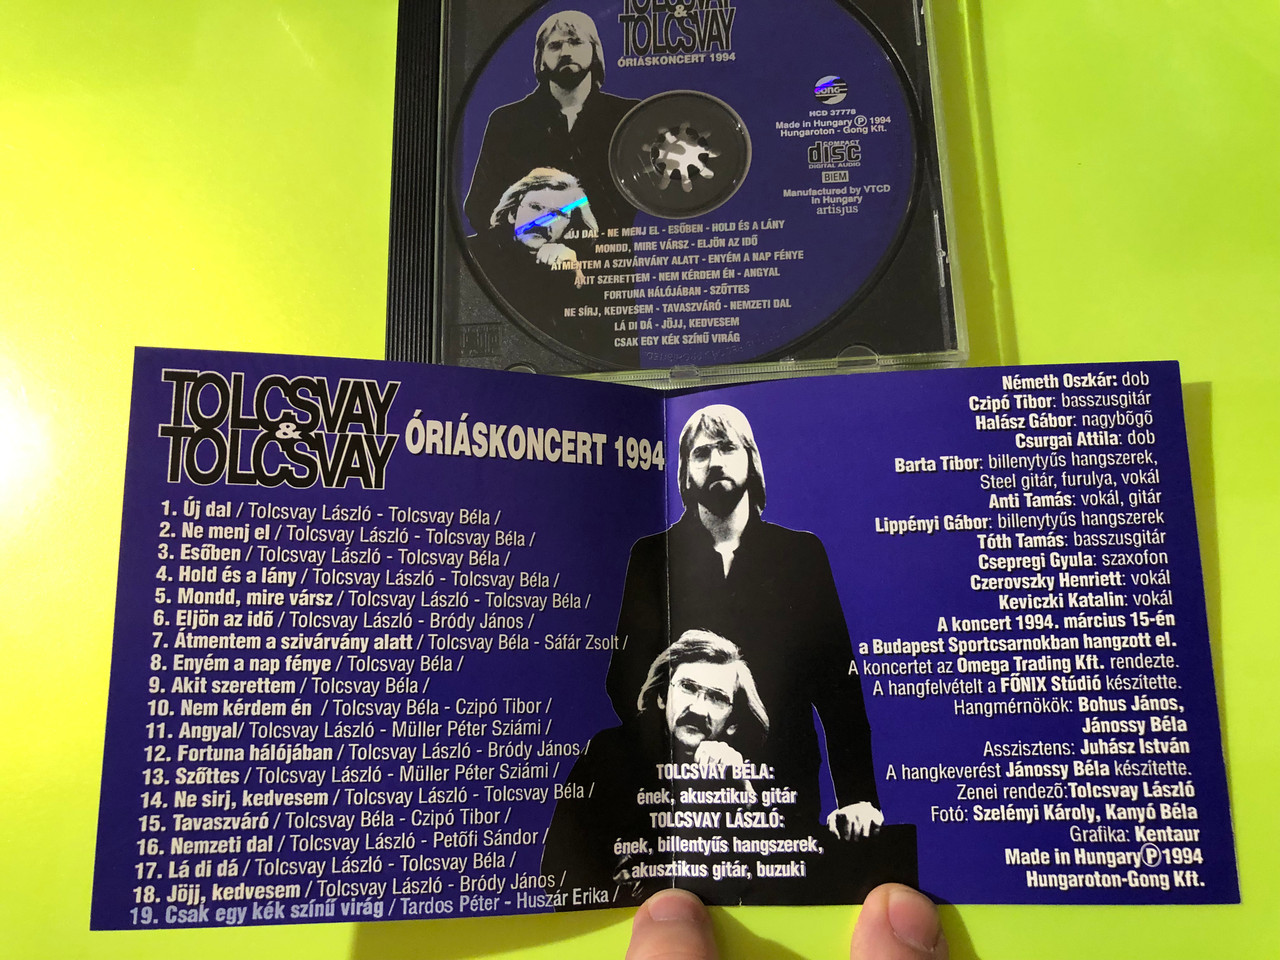 TOLCSVAY
&
TOLCSVAY
ÓRIÁSKONCERT 1994
GONG
HCD 37778
Made in Hungary Ⓟ 1994
Hungaroton - Gong Kft.
COMPACT
disc
DIGITAL AUDIO
BIEM
Manufactured by VTCD
in Hungary
artisjus
ÚJ DAL - NE MENJ EL - ESŐBEN - HOLD ÉS A LÁNY
MONDD, MIRE VÁRSZ - ELJÖN AZ IDŐ
ÁTMENTEM A SZIVÁRVÁNY ALATT - ENYÉM A NAP FÉNYE
AKIT SZERETTEM - NEM KÉRDEM ÉN - ANGYAL
FORTUNA HÁLÓJÁBAN - SZŐTTES
NE SÍRJ, KEDVESEM - TAVASZVÁRÓ - NEMZETI DAL
LÁ DI DÁ - JÖJJ, KEDVESEM
CSAK EGY KÉK SZÍNŰ VIRÁG
TOLCSVAY
&
TOLCSVAY
ÓRIÁSKONCERT 1994
1. Új dal / Tolcsvay László - Tolcsvay Béla /
2. Ne menj el / Tolcsvay László - Tolcsvay Béla /
3. Esőben / Tolcsvay László - Tolcsvay Béla /
4. Hold és a lány / Tolcsvay László - Tolcsvay Béla /
5. Mondd, mire vársz / Tolcsvay László - Tolcsvay Béla /
6. Eljön az idő / Tolcsvay László - Bródy János /
7. Átmentem a szivárvány alatt / Tolcsvay Béla - Sáfár Zsolt /
8. Enyém a nap fénye / Tolcsvay Béla /
9. Akit szerettem / Tolcsvay Béla /
10. Nem kérdem én / Tolcsvay Béla - Czipó Tibor /
11. Angyal/ Tolcsvay László - Müller Péter Sziámi /
12. Fortuna hálójában / Tolcsvay László - Bródy János /
13. Szőttes / Tolcsvay László - Müller Péter Sziámi /
14. Ne sirj, kedvesem / Tolcsvay László - Tolcsvay Béla /
15. Tavaszváró / Tolcsvay Béla - Czipó Tibor /
16. Nemzeti dal / Tolcsvay László - Petőfi Sándor /
17. Lá di dá / Tolcsvay László - Tolcsvay Béla /
18. Jöjj, kedvesem / Tolcsvay László - Bródy János /
19. Csak egy kék színű virág / Tardos Péter - Huszár Erika /
TOLCSVAY BÉLA:
ének, akusztikus gitár
TOLCSVAY LÁSZLÓ:
ének, billentyűs hangszerek,
akusztikus gitár, buzuki
Németh Oszkár: dob
Czipó Tibor: basszusgitár
Halász Gábor: nagybőgő
Csurgai Attila: dob
Barta Tibor: billenytyűs hangszerek,
Steel gitár, furulya, vokál
Anti Tamás: vokál, gitár
Lippényi Gábor: billenytyűs hangszerek
Tóth Tamás: basszusgitár
Csepregi Gyula: szaxofon
Czerovszky Henriett: vokál
Keviczki Katalin: vokál
A koncert 1994. március 15-én
a Budapest Sportcsarnokban hangzott el.
A koncertet az Omega Trading Kft. rendezte.
A hangfelvételt a FŐNIX Stúdió készítette.
Hangmérnökök: Bohus János,
Jánossy Béla
Asszisztens: Juhász István
A hangkeverést Jánossy Béla készítette.
Zenei rendező:Tolcsvay László
Fotó: Szelényi Károly, Kanyó Béla
Grafika: Kentaur
Made in HungaryⓅ1994
Hungaroton-Gong Kft.